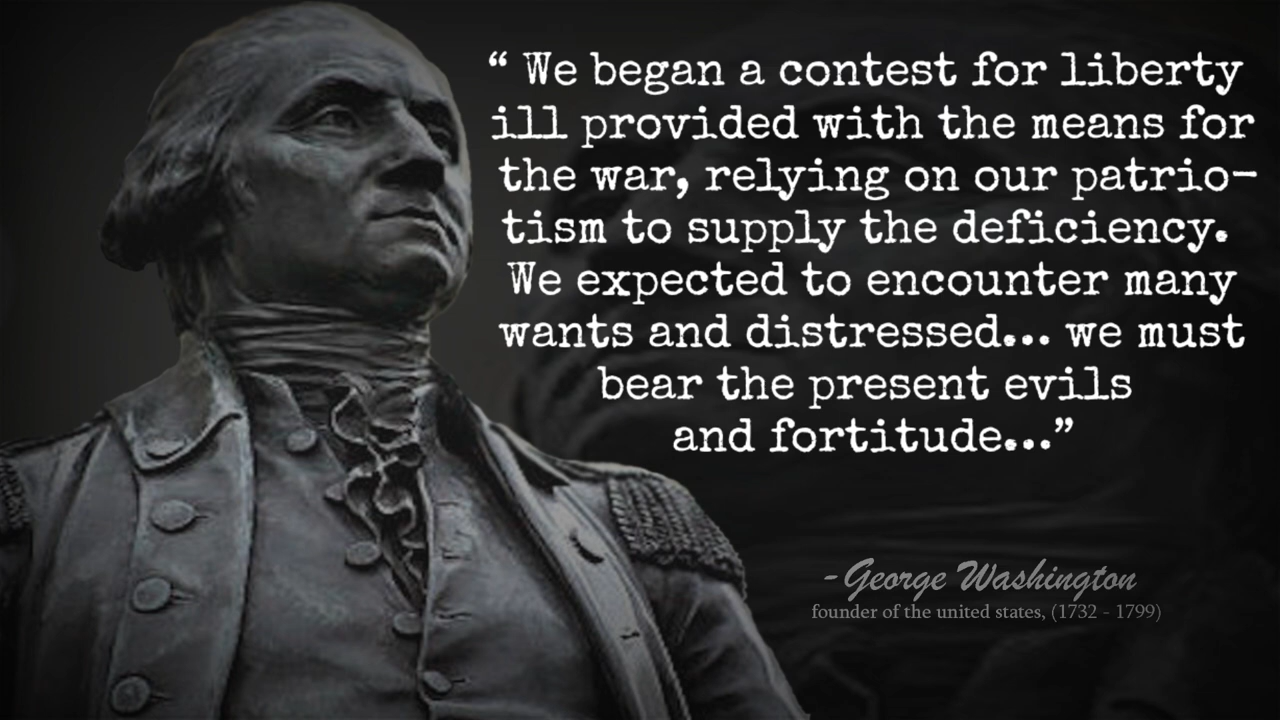 “ We began a contest for liberty
ill provided with the means for
the war, relying on our patrio-
tism to supply the deficiency.
We expected to encounter many
wants and distressed... we must
bear the present evils
and fortitude...”
-George Washington
founder of the united states, (1732 - 1799)